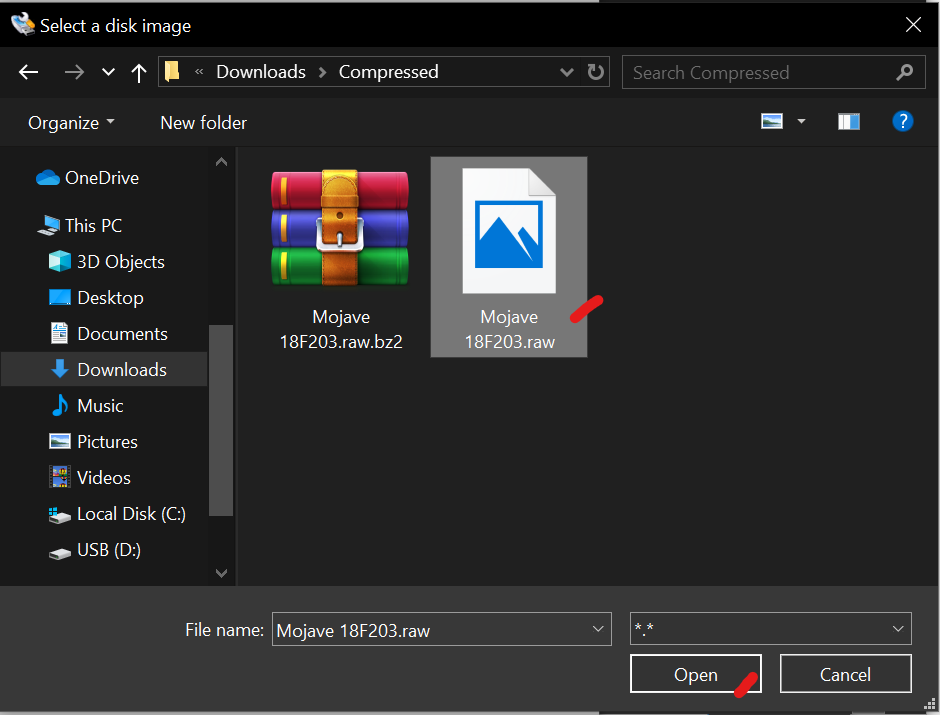 Select a disk image
« Downloads > Compressed
Search Compressed
Organize
New folder
?
OneDrive
This PC
3D Objects
Desktop
Documents
Downloads
Music
Pictures
Videos
Local Disk (C:)
USB (D:)
Mojave
18F203.raw.bz2
Mojave
18F203.raw
File name: Mojave 18F203.raw
*.*
Open
Cancel